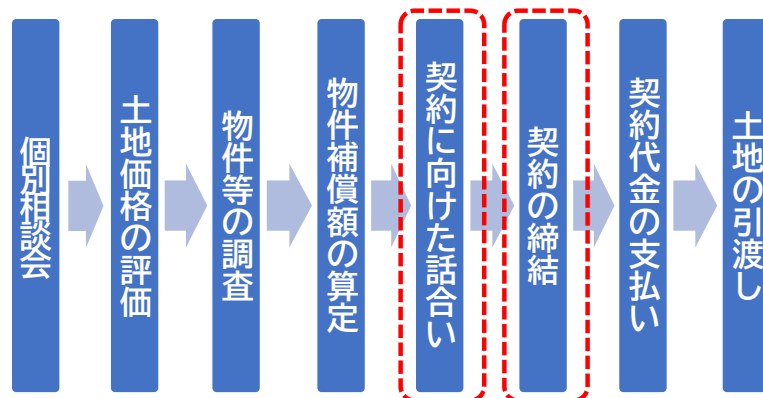 個別相談会
土地価格の評価
物件等の調査
物件補償額の算定
契約に向けた話合い
契約の締結
契約代金の支払い
土地の引渡し